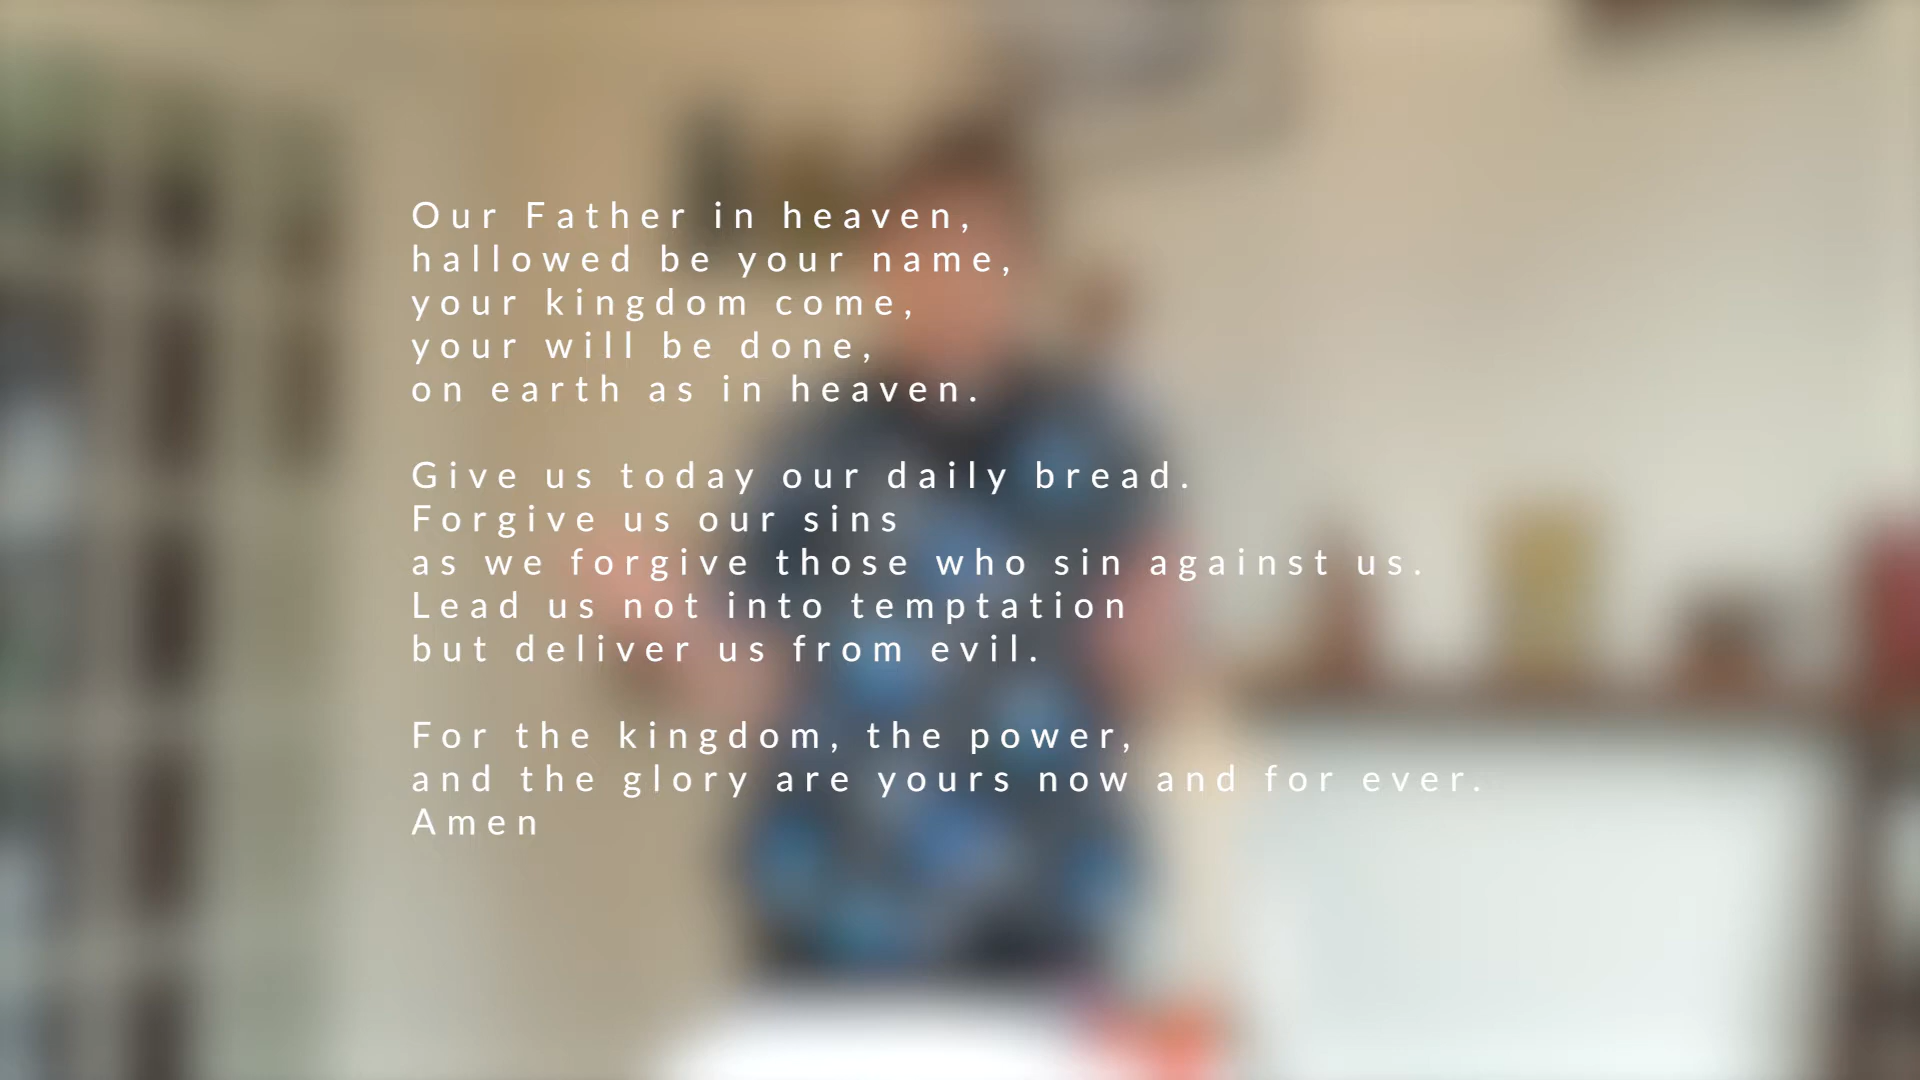 Our Father in heaven,
hallowed be your name,
your kingdom come,
your will be done,
on earth as in heaven.
Give us today our daily bread.
Forgive us our sins
as we forgive those who sin against us.
Lead us not into temptation
but deliver us from evil.
For the kingdom, the power,
and the glory are yours now and for ever.
Amen